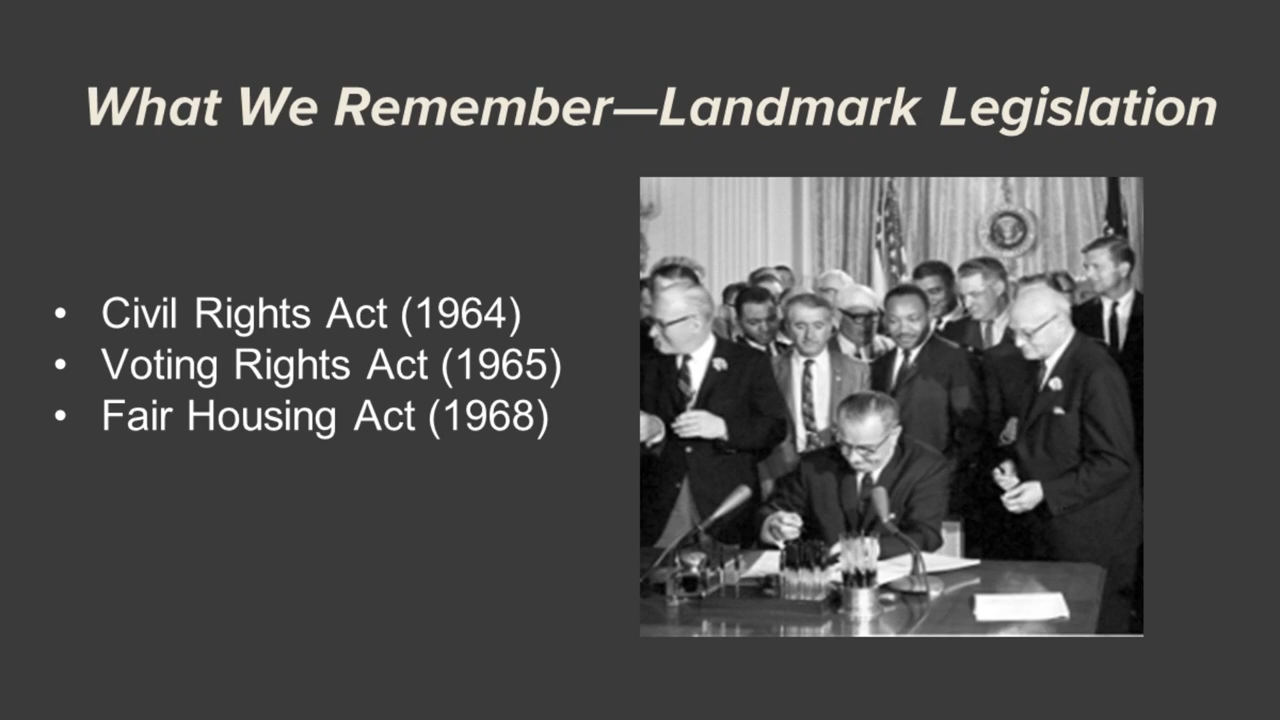 What We Remember—Landmark Legislation
• Civil Rights Act (1964)
• Voting Rights Act (1965)
• Fair Housing Act (1968)